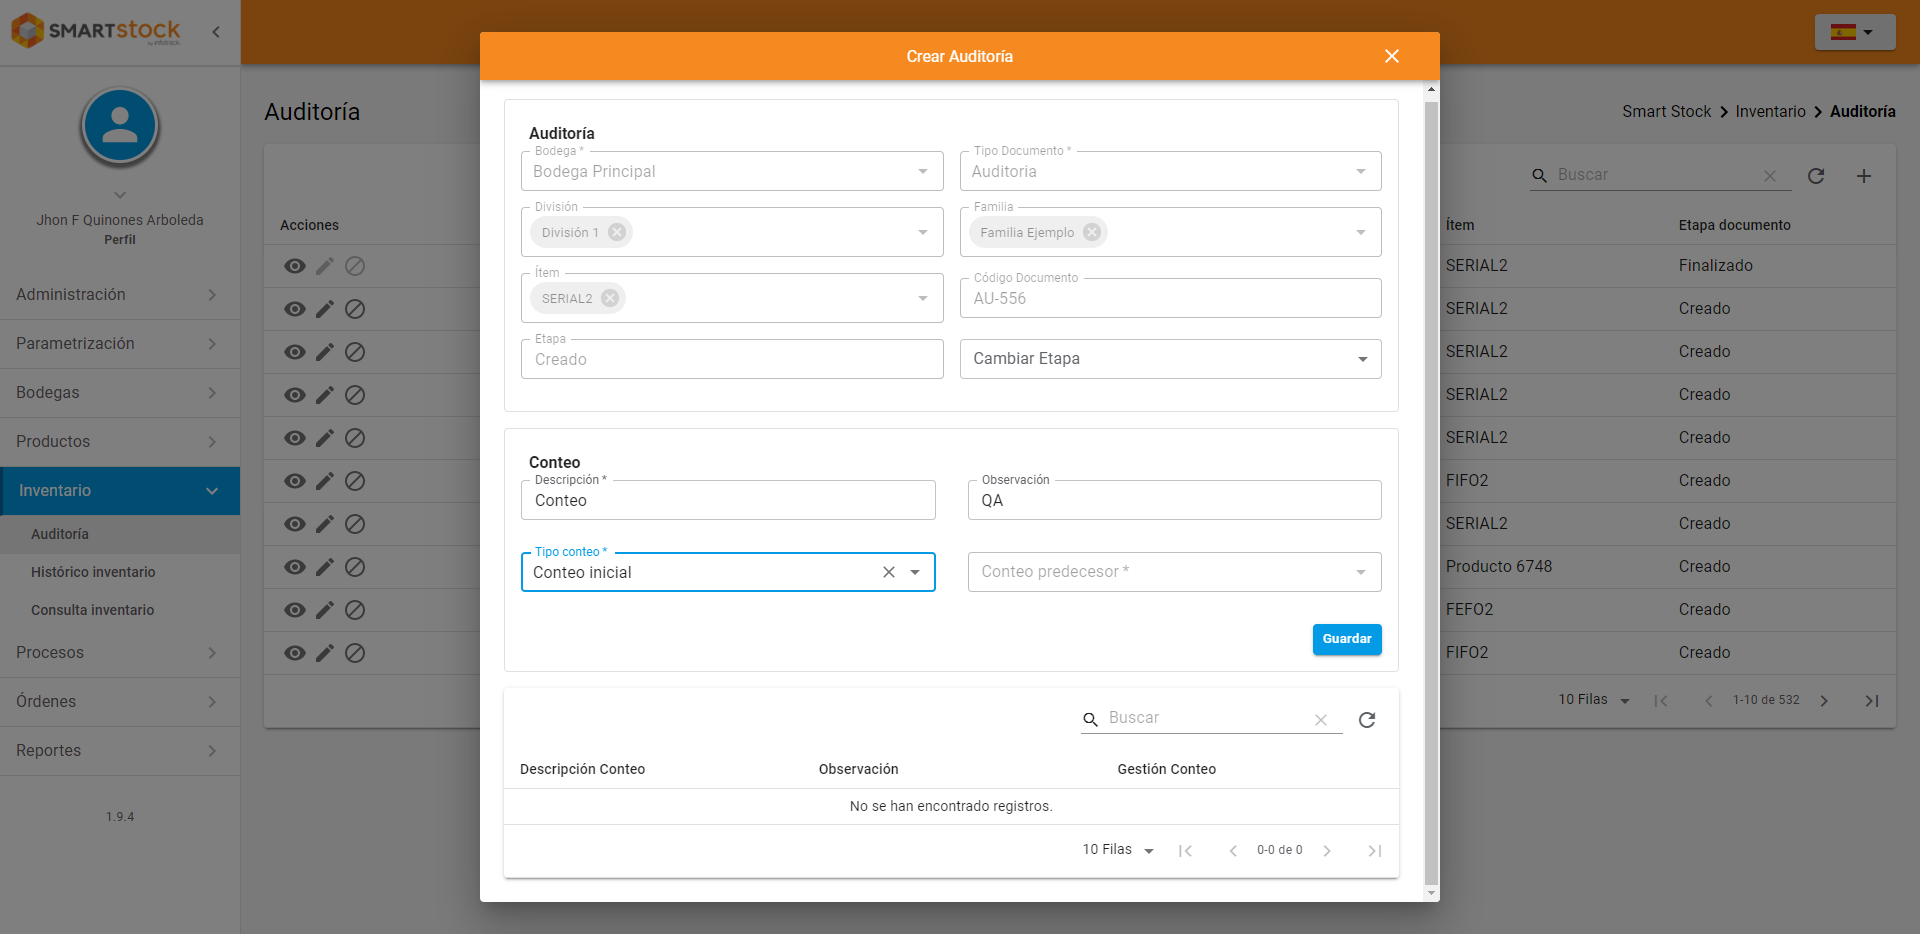 SMARTSTOCK
by infotrack
Jhon F Quinones Arboleda
Perfil
Administración
Parametrización
Bodegas
Productos
Inventario
Auditoría
Histórico inventario
Consulta inventario
Procesos
Órdenes
Reportes
1.9.4
Auditoría
Smart Stock > Inventario > Auditoría
Buscar
Acciones
Ítem Etapa documento
SERIAL2 Finalizado
SERIAL2 Creado
SERIAL2 Creado
SERIAL2 Creado
SERIAL2 Creado
FIFO2 Creado
SERIAL2 Creado
Producto 6748 Creado
FEFO2 Creado
FIFO2 Creado
10 Filas 1-10 de 532
Crear Auditoría
Auditoría
Bodega * Tipo Documento *
Bodega Principal Auditoria
División Familia
División 1 Familia Ejemplo
Ítem Código Documento
SERIAL2 AU-556
Etapa
Creado Cambiar Etapa
Conteo
Descripción * Observación
Conteo QA
Tipo conteo *
Conteo inicial Conteo predecesor *
Guardar
Buscar
Descripción Conteo Observación Gestión Conteo
No se han encontrado registros.
10 Filas 0-0 de 0